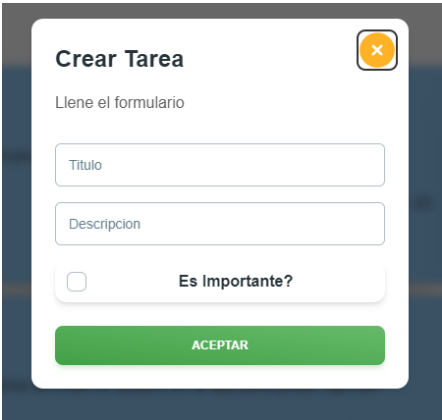 Crear Tarea
Llene el formulario
Titulo
Descripcion
Es Importante?
ACEPTAR